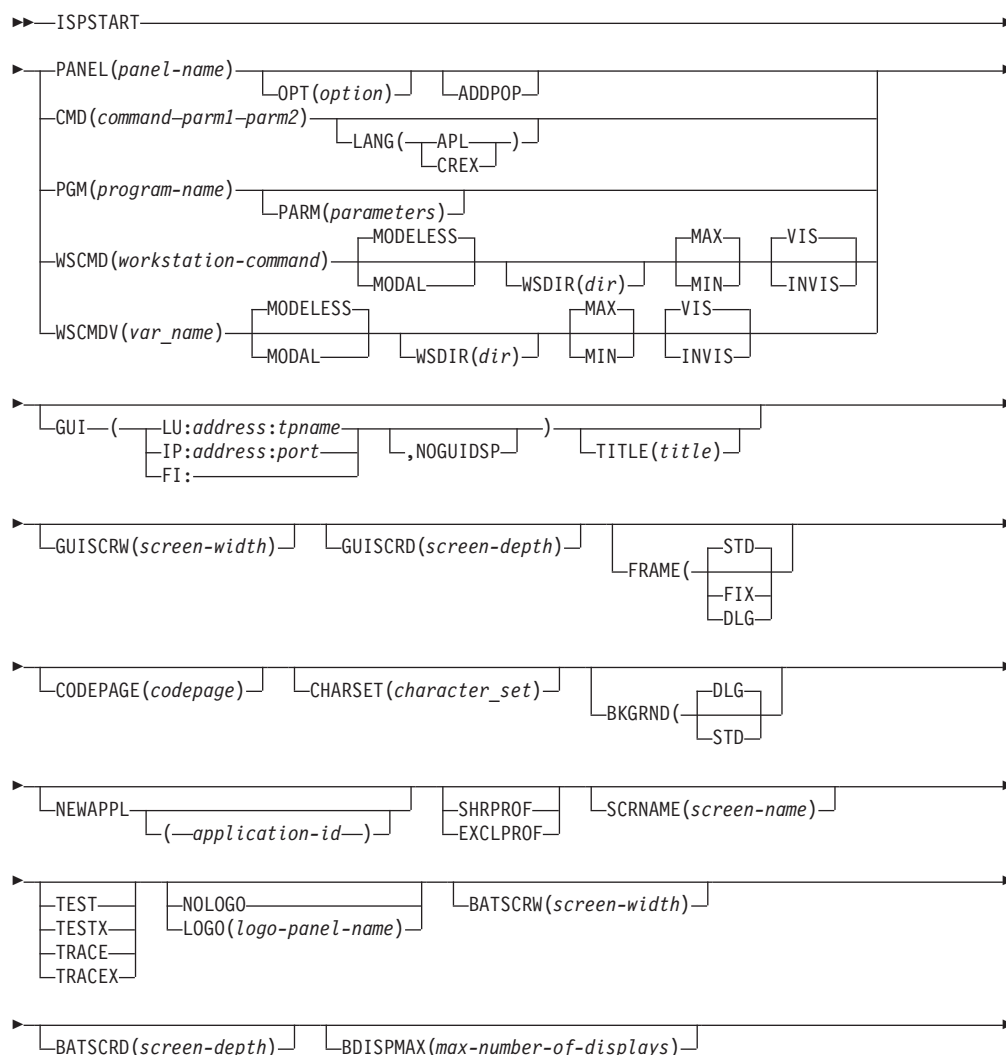 ISPSTART
PANEL(panel-name)
OPT(option) ADDPOP
CMD(command—parm1—parm2)
LANG( APL )
CREX
PGM(program-name)
PARM(parameters)
MODELESS MAX VIS
WSCMD(workstation-command)
MODAL WSDIR(dir) MIN INVIS
MODELESS MAX VIS
WSCMDV(var_name)
MODAL WSDIR(dir) MIN INVIS
GUI ( LU:address:tpname )
IP:address:port ,NOGUIDSP TITLE(title)
FI:
GUISCRW(screen-width) GUISCRD(screen-depth) STD
FRAME(
FIX
DLG
CODEPAGE(codepage) CHARSET(character_set) DLG
BKGRND(
STD
NEWAPPL SHRPROF SCRNAME(screen-name)
(—application-id—) EXCLPROF
TEST NOLOGO BATSCRW(screen-width)
TESTX LOGO(logo-panel-name)
TRACE
TRACEX
BATSCRD(screen-depth) BDISPMAX(max-number-of-displays)